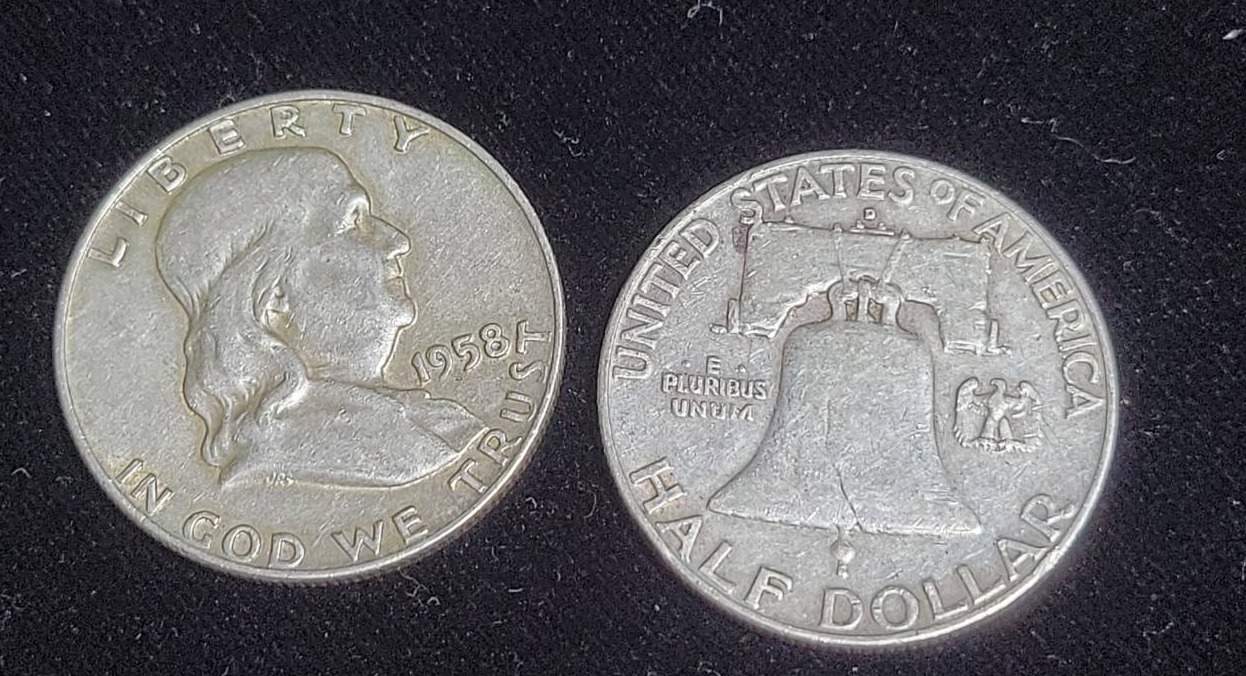 LIBERTY
1958
IN GOD WE TRUST
UNITED STATES OF AMERICA
D
E
PLURIBUS
UNUM
HALF DOLLAR